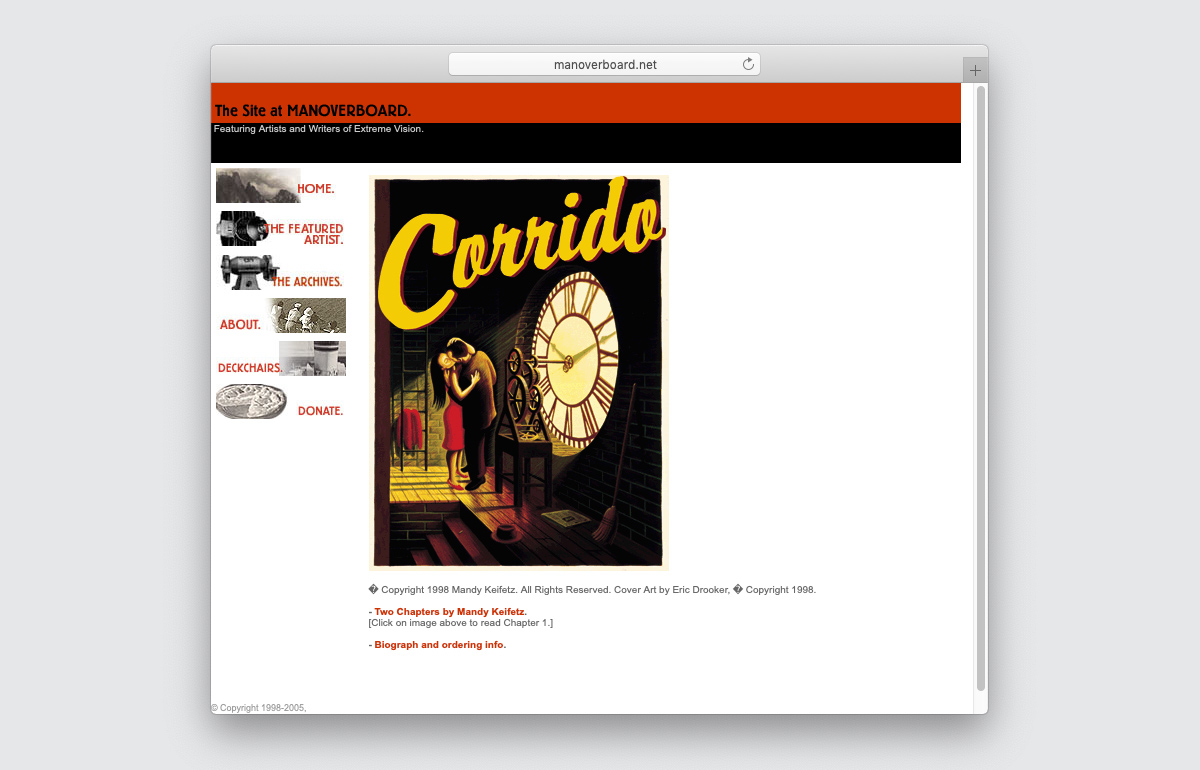 manoverboard.net
The Site at MANOVERBOARD.
Featuring Artists and Writers of Extreme Vision.
HOME.
THE FEATURED
ARTIST.
THE ARCHIVES.
ABOUT.
DECKCHAIRS.
DONATE.
Corrido
� Copyright 1998 Mandy Keifetz. All Rights Reserved. Cover Art by Eric Drooker, � Copyright 1998.
- Two Chapters by Mandy Keifetz.
[Click on image above to read Chapter 1.]
- Biograph and ordering info.
© Copyright 1998-2005,